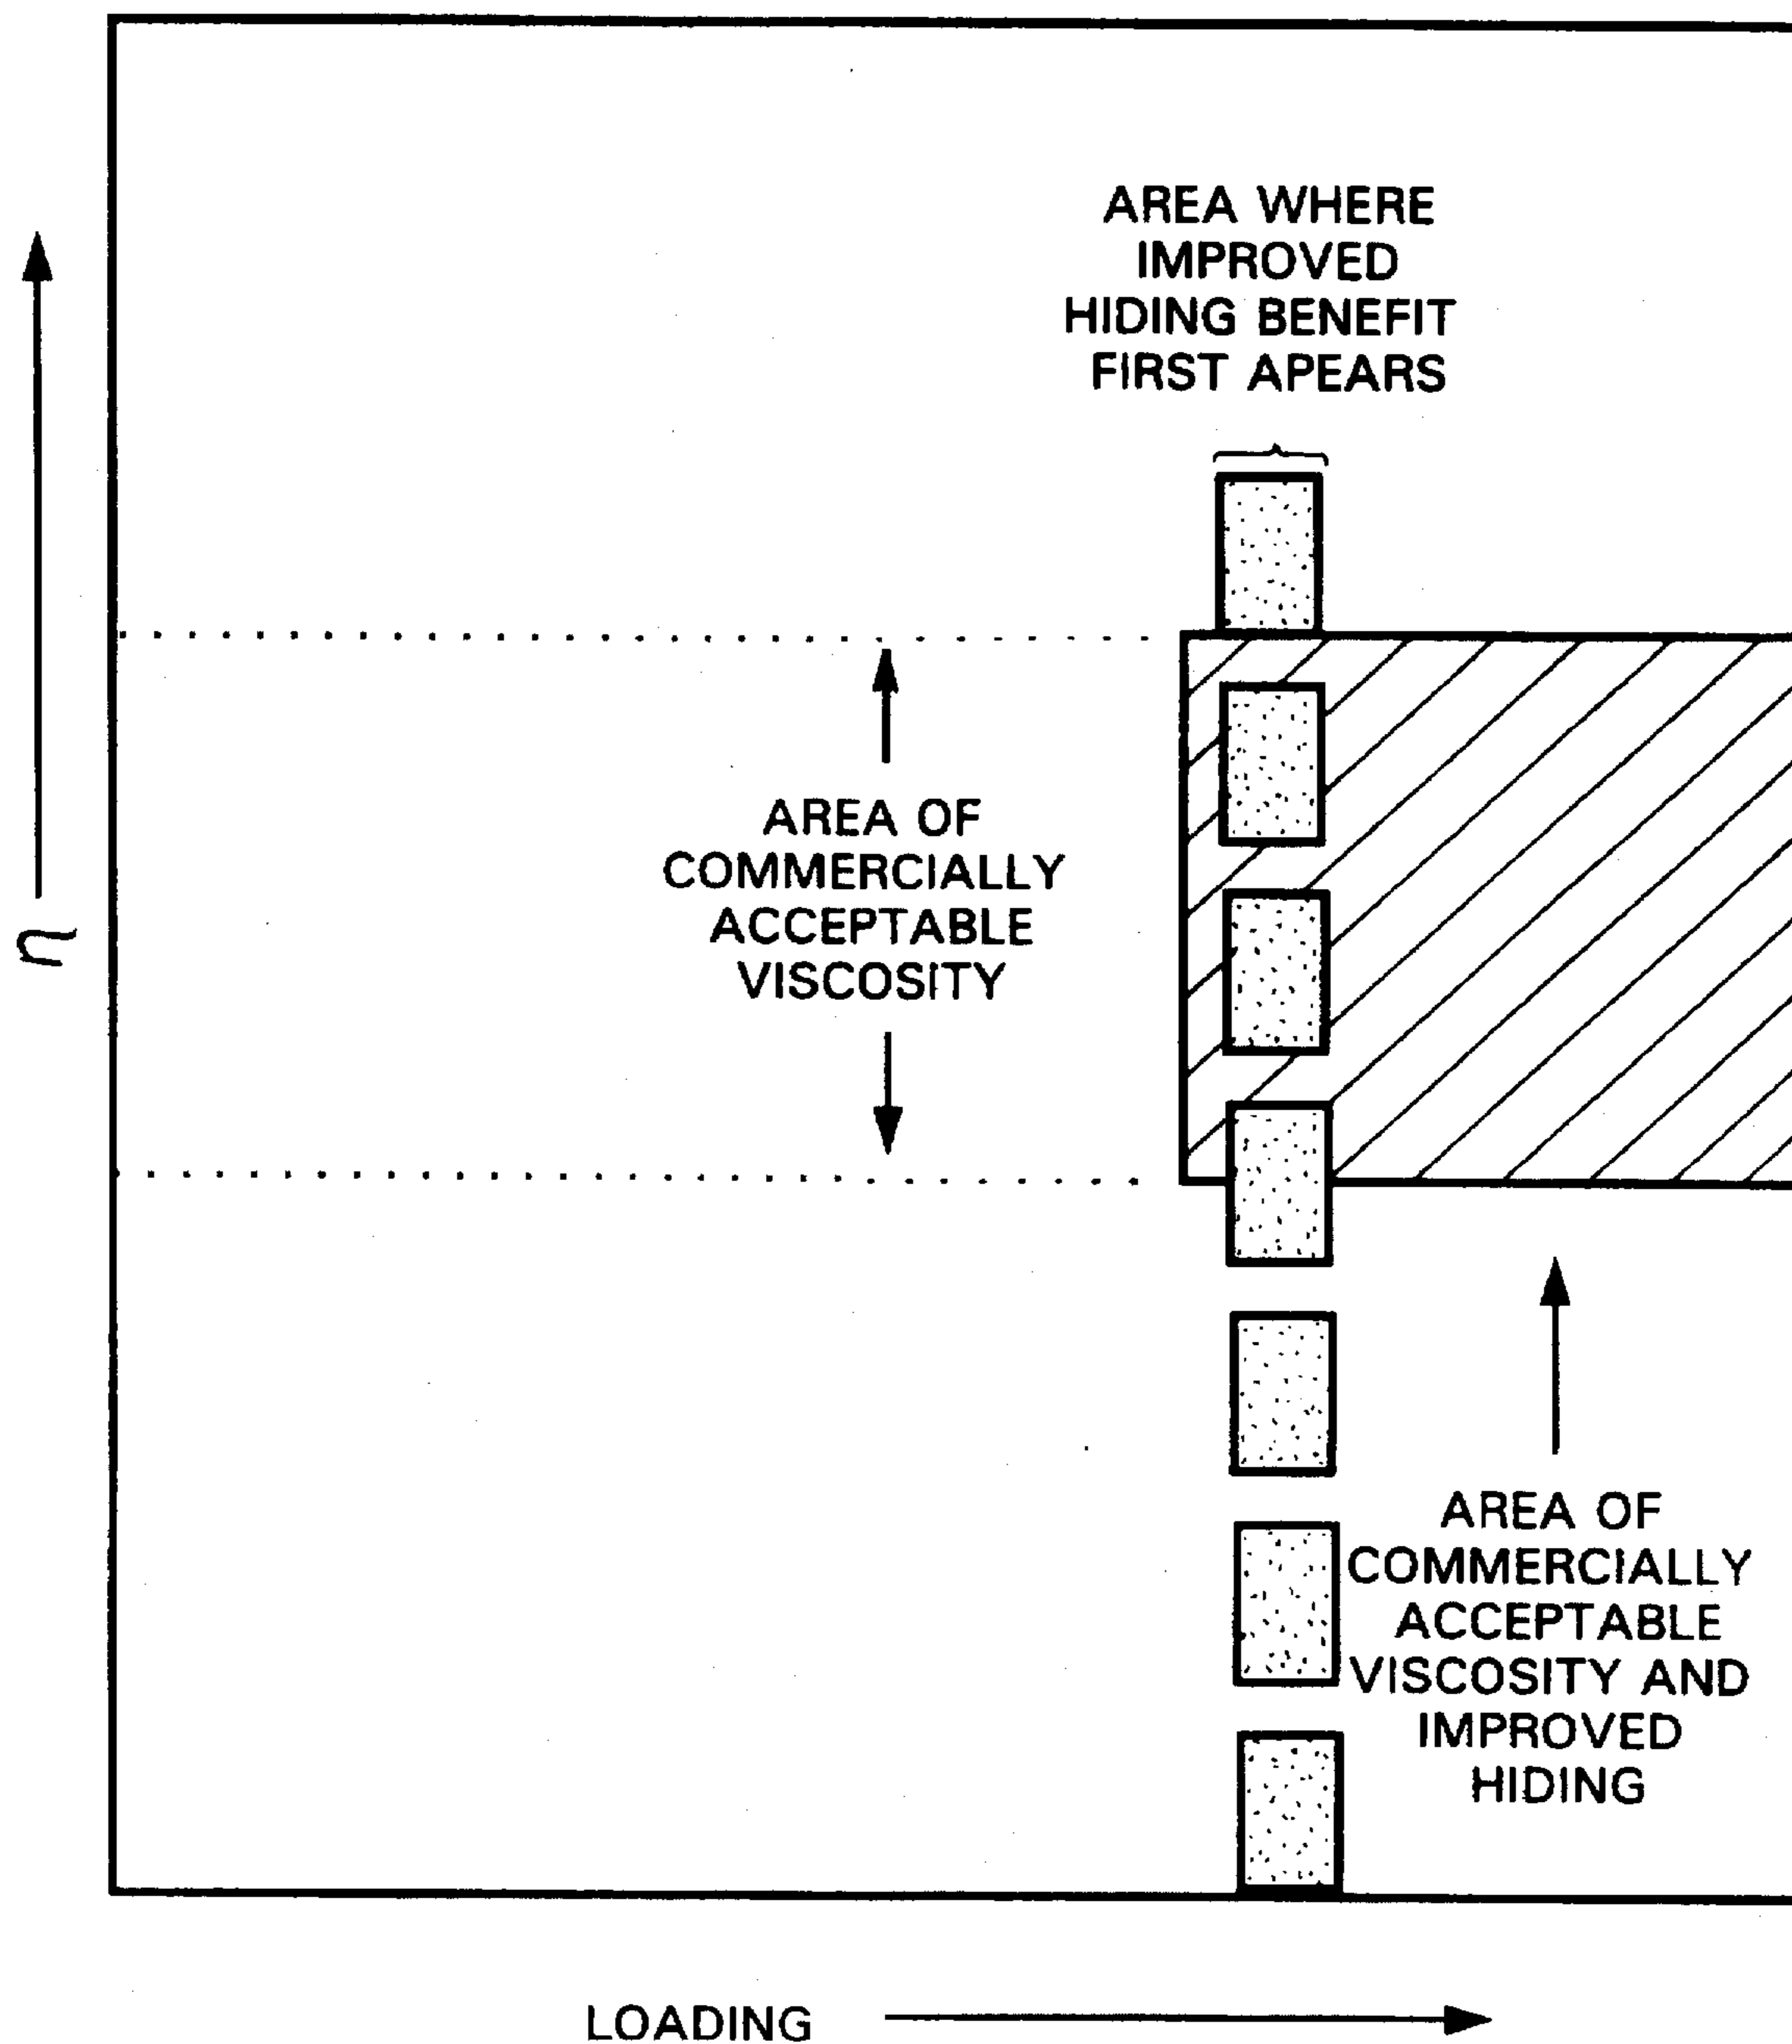 AREA WHERE
IMPROVED
HIDING BENEFIT
FIRST APEARS
AREA OF
COMMERCIALLY
ACCEPTABLE
VISCOSITY
η
AREA OF
COMMERCIALLY
ACCEPTABLE
VISCOSITY AND
IMPROVED
HIDING
LOADING